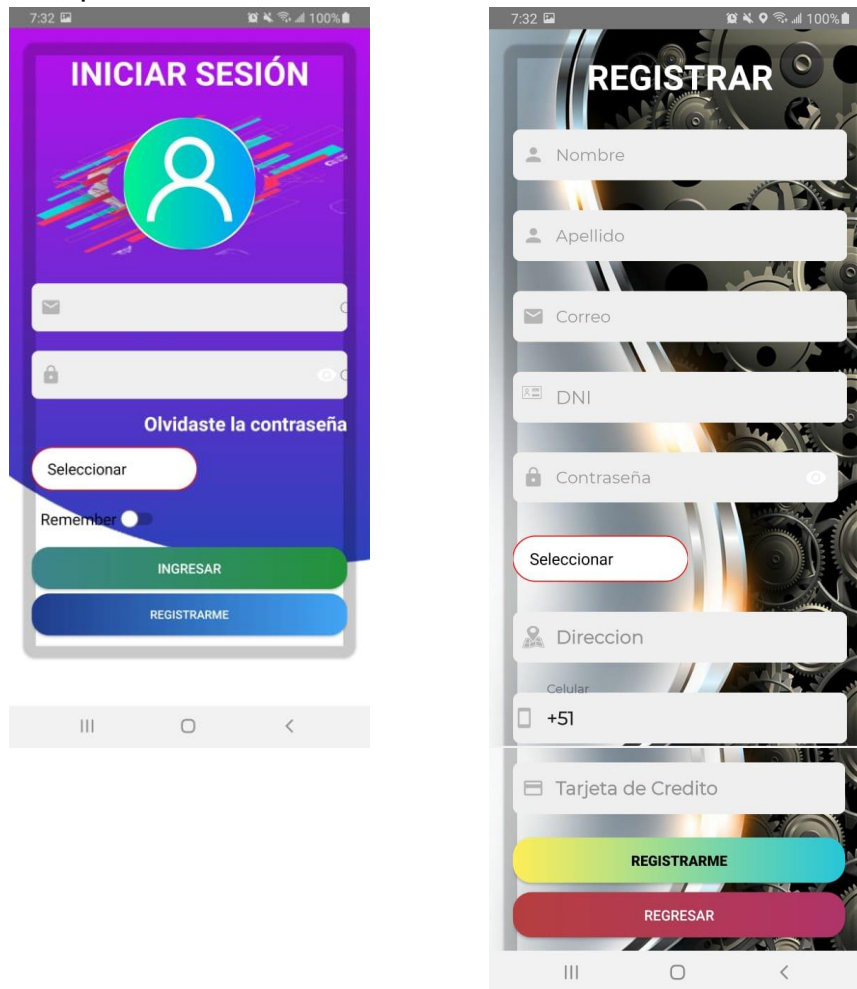 7:32
100%
INICIAR SESIÓN
Olvidaste la contraseña
Seleccionar
Remember
INGRESAR
REGISTRARME
7:32
100%
REGISTRAR
Nombre
Apellido
Correo
DNI
Contraseña
Seleccionar
Direccion
Celular
+51
Tarjeta de Credito
REGISTRARME
REGRESAR